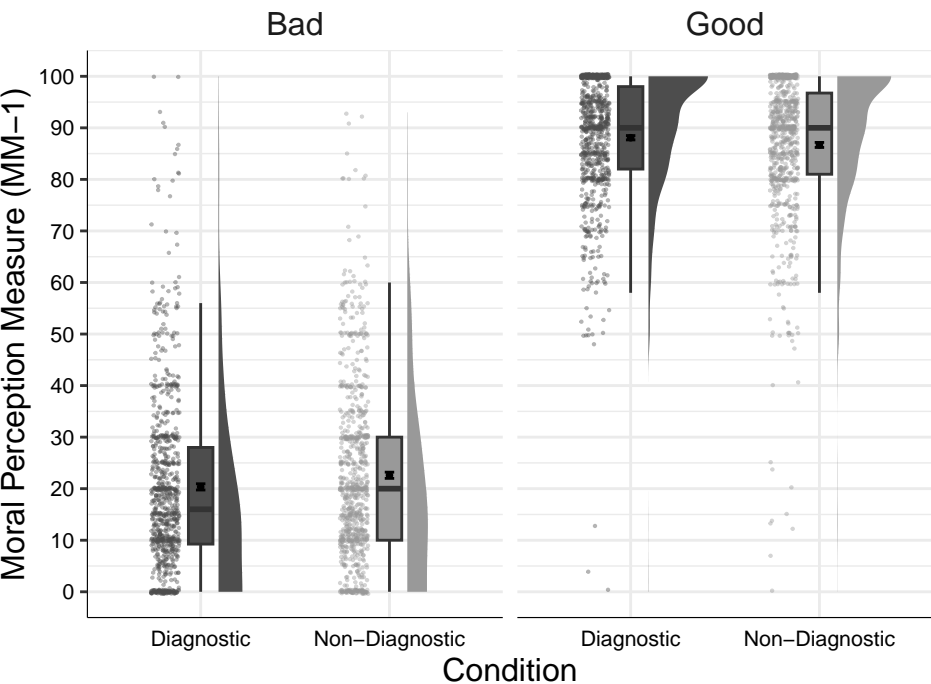 Bad
Good
Moral Perception Measure (MM−1)
100
90
80
70
60
50
40
30
20
10
0
Diagnostic
Non−Diagnostic
Diagnostic
Non−Diagnostic
Condition